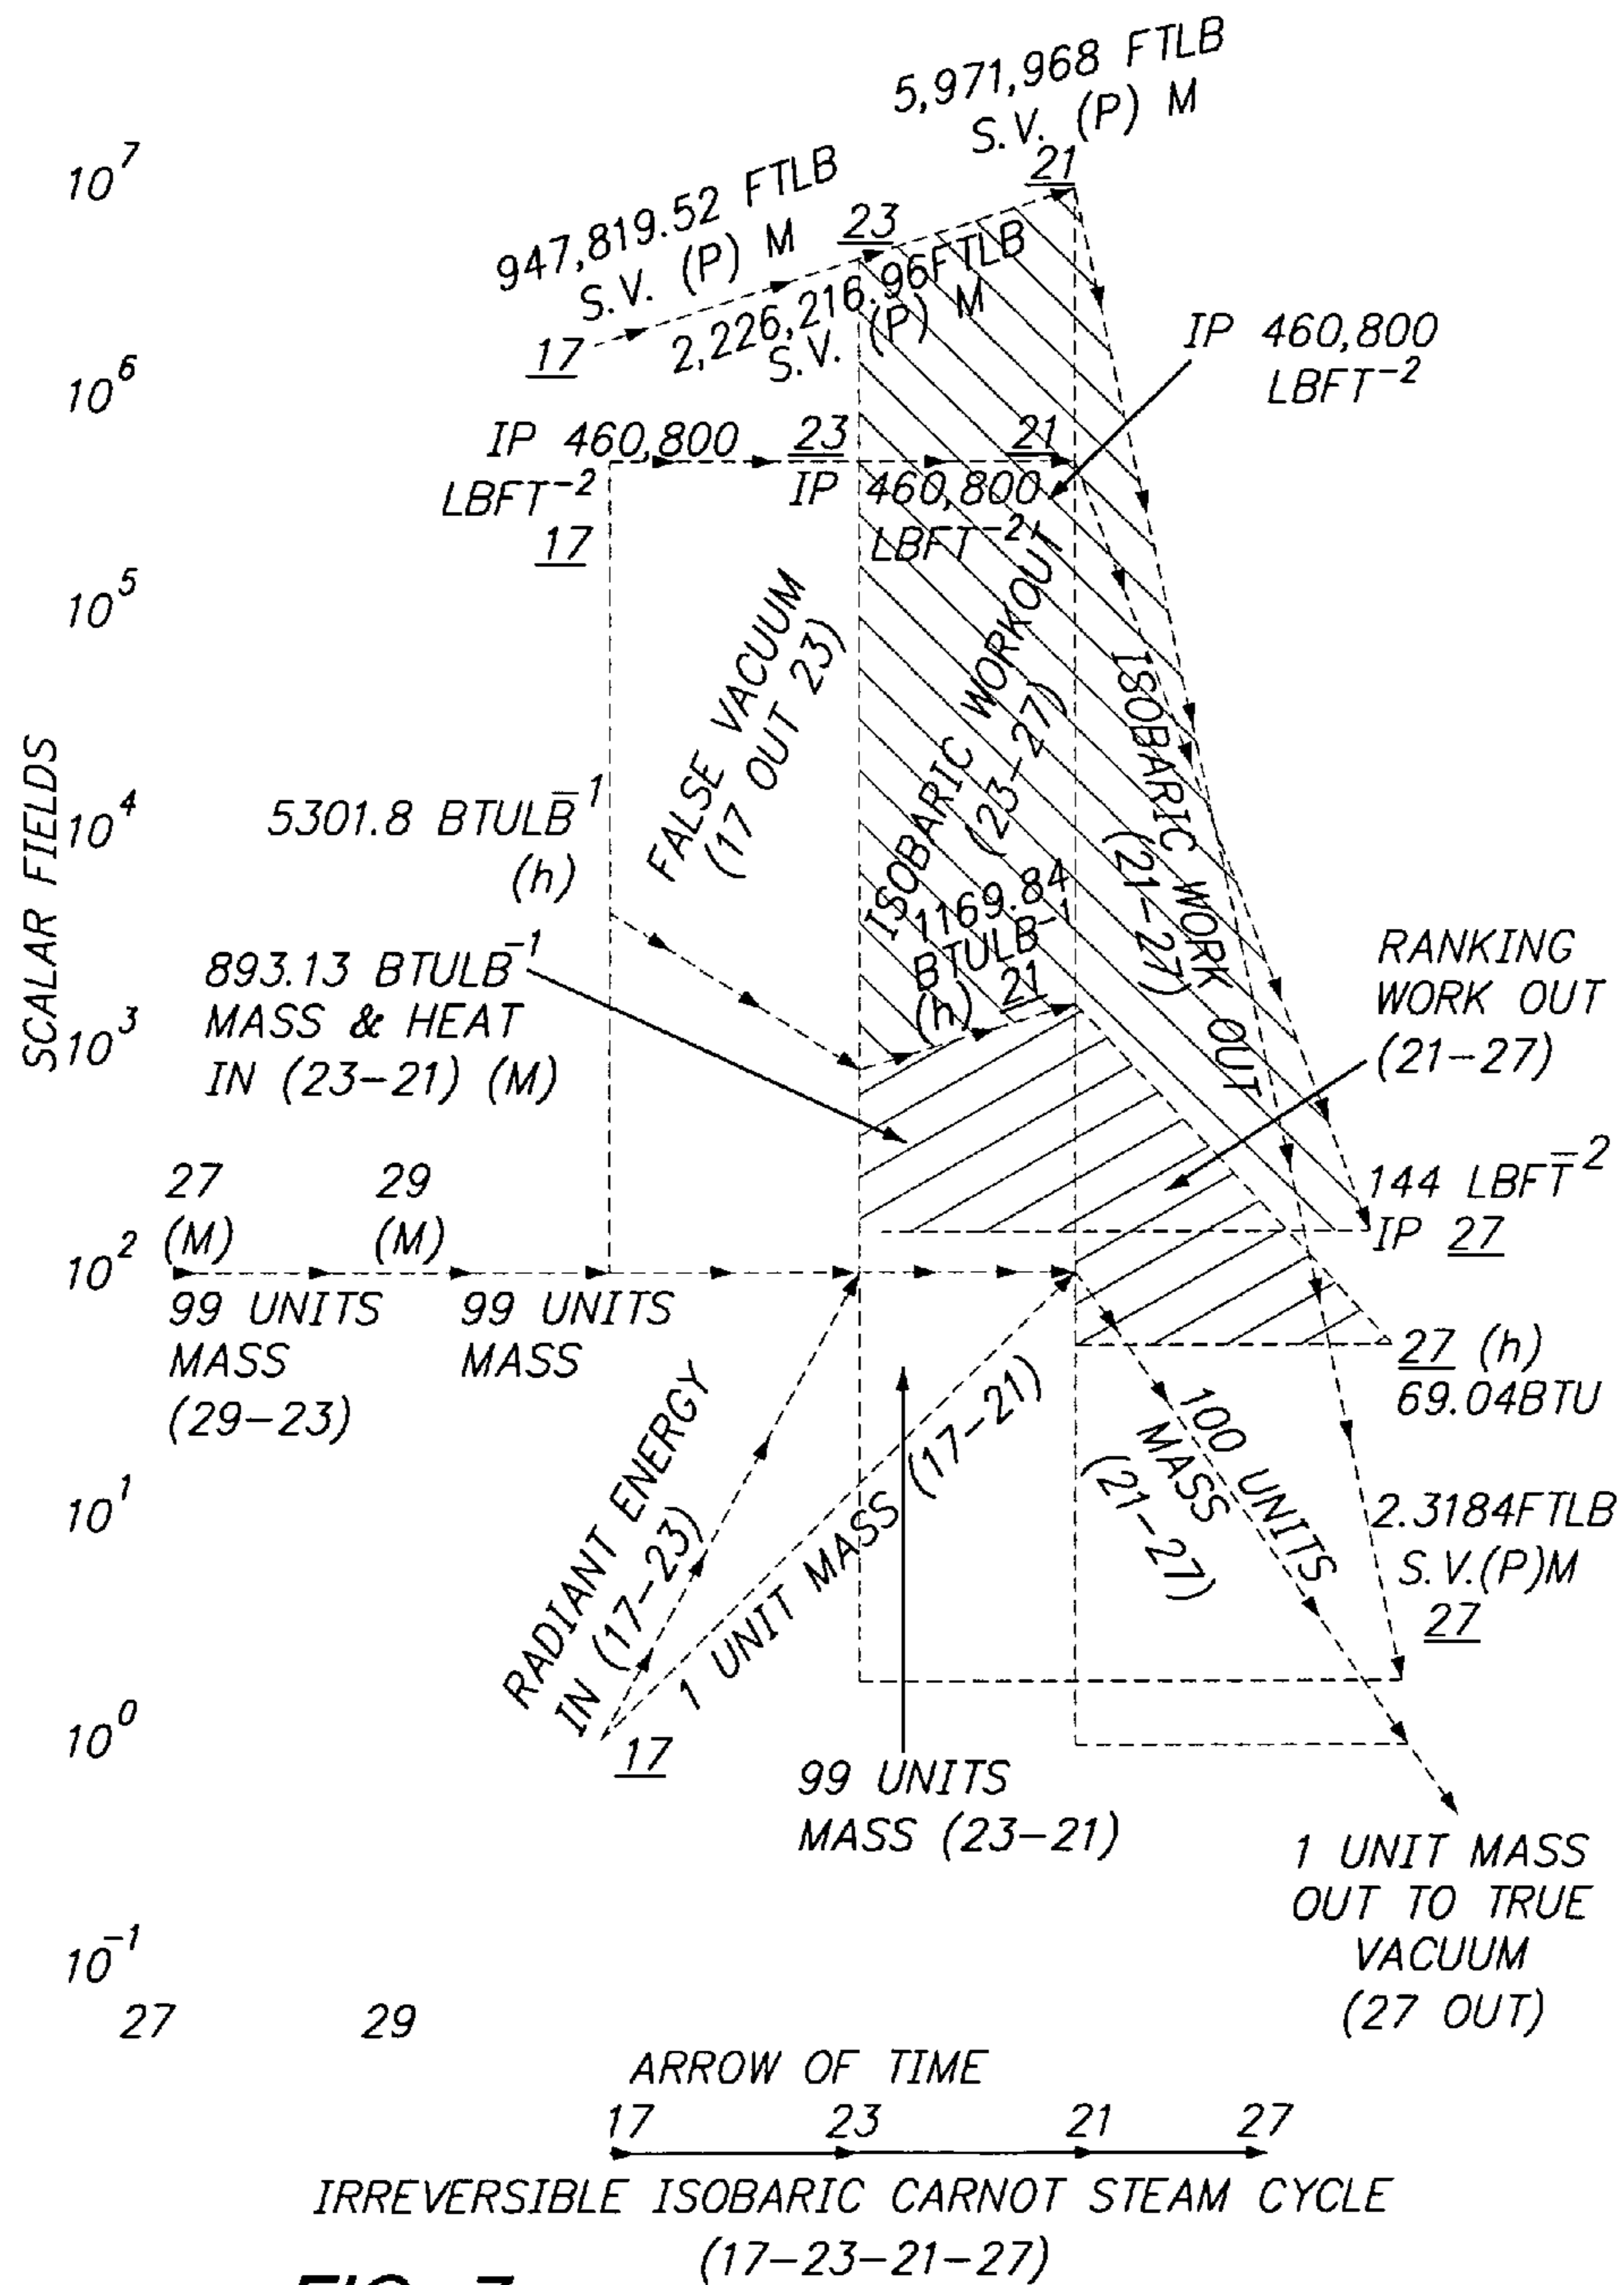 5,971,968 FTLB
S.V. (P) M
21
10^7
947,819.52 FTLB
S.V. (P) M
23
2,226,216.96FTLB
S.V. (P) M
17
IP 460,800
LBFT^-2
10^6
IP 460,800
LBFT^-2
17
23
21
IP 460,800
LBFT^-2
10^5
FALSE VACUUM
(17 OUT 23)
ISOBARIC WORKOUT
(23-27)
ISOBARIC WORK OUT
(21-27)
SCALAR FIELDS
10^4
5301.8 BTULB^-1
(h)
1169.84
BTULB^-1
(h) 21
893.13 BTULB^-1
MASS & HEAT
IN (23-21) (M)
10^3
RANKING
WORK OUT
(21-27)
27
(M)
29
(M)
144 LBFT^-2
IP 27
10^2
99 UNITS
MASS
(29-23)
99 UNITS
MASS
27 (h)
69.04BTU
RADIANT ENERGY
IN (17-23)
1 UNIT MASS (17-21)
100 UNITS
MASS
(21-27)
10^1
2.3184FTLB
S.V.(P)M
27
10^0
17
99 UNITS
MASS (23-21)
1 UNIT MASS
OUT TO TRUE
VACUUM
(27 OUT)
10^-1
27
29
ARROW OF TIME
17 23 21 27
IRREVERSIBLE ISOBARIC CARNOT STEAM CYCLE
(17-23-21-27)